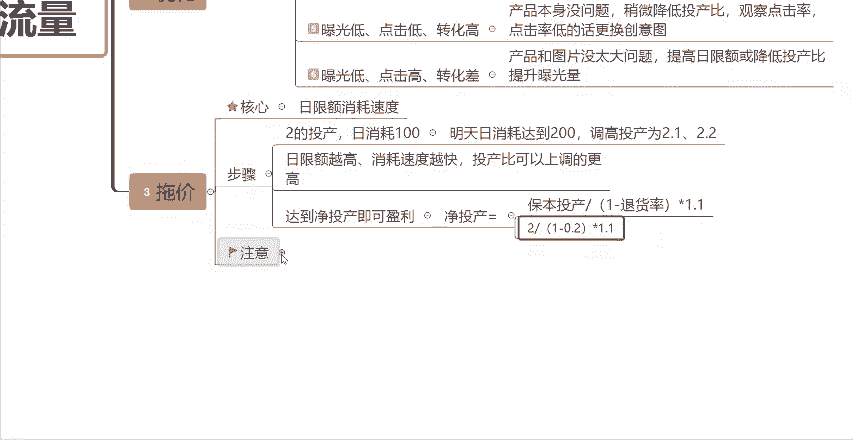 流量
产品本身没问题，稍微降低投产比，观察点击率，
点击率低的话更换创意图
曝光低、点击低、转化高
产品和图片没太大问题，提高日限额或降低投产比
提升曝光量
曝光低、点击高、转化差
核心
日限额消耗速度
2的投产，日消耗100
明天日消耗达到200，调高投产为2.1、2.2
步骤
日限额越高、消耗速度越快，投产比可以上调的更
高
3 拖价
达到净投产即可盈利
净投产=
保本投产/（1-退货率）*1.1
2/（1-0.2）*1.1
注意